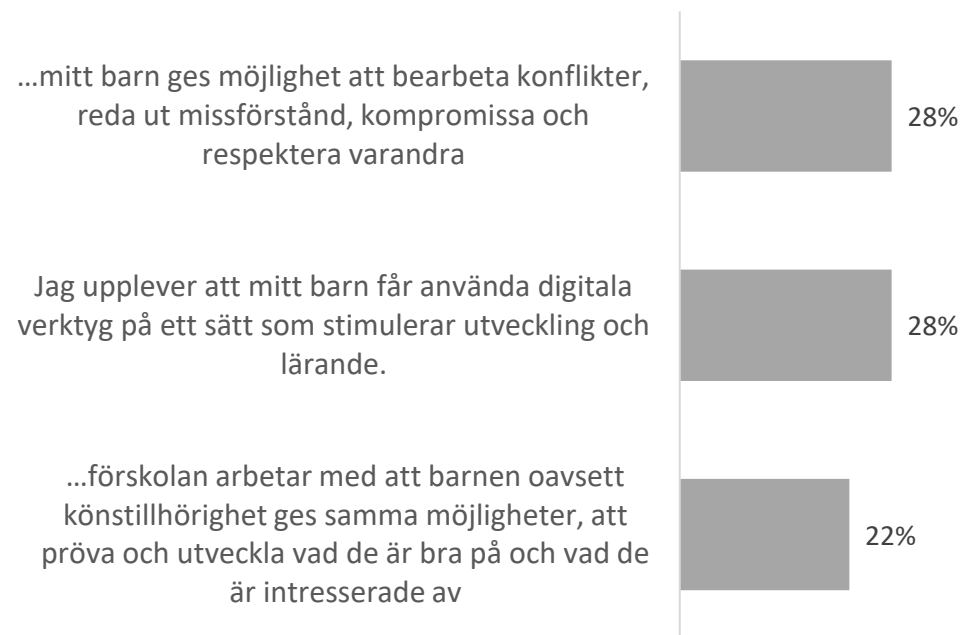 …mitt barn ges möjlighet att bearbeta konflikter,
reda ut missförstånd, kompromissa och
respektera varandra
28%
Jag upplever att mitt barn får använda digitala
verktyg på ett sätt som stimulerar utveckling och
lärande.
28%
…förskolan arbetar med att barnen oavsett
könstillhörighet ges samma möjligheter, att
pröva och utveckla vad de är bra på och vad de
är intresserade av
22%